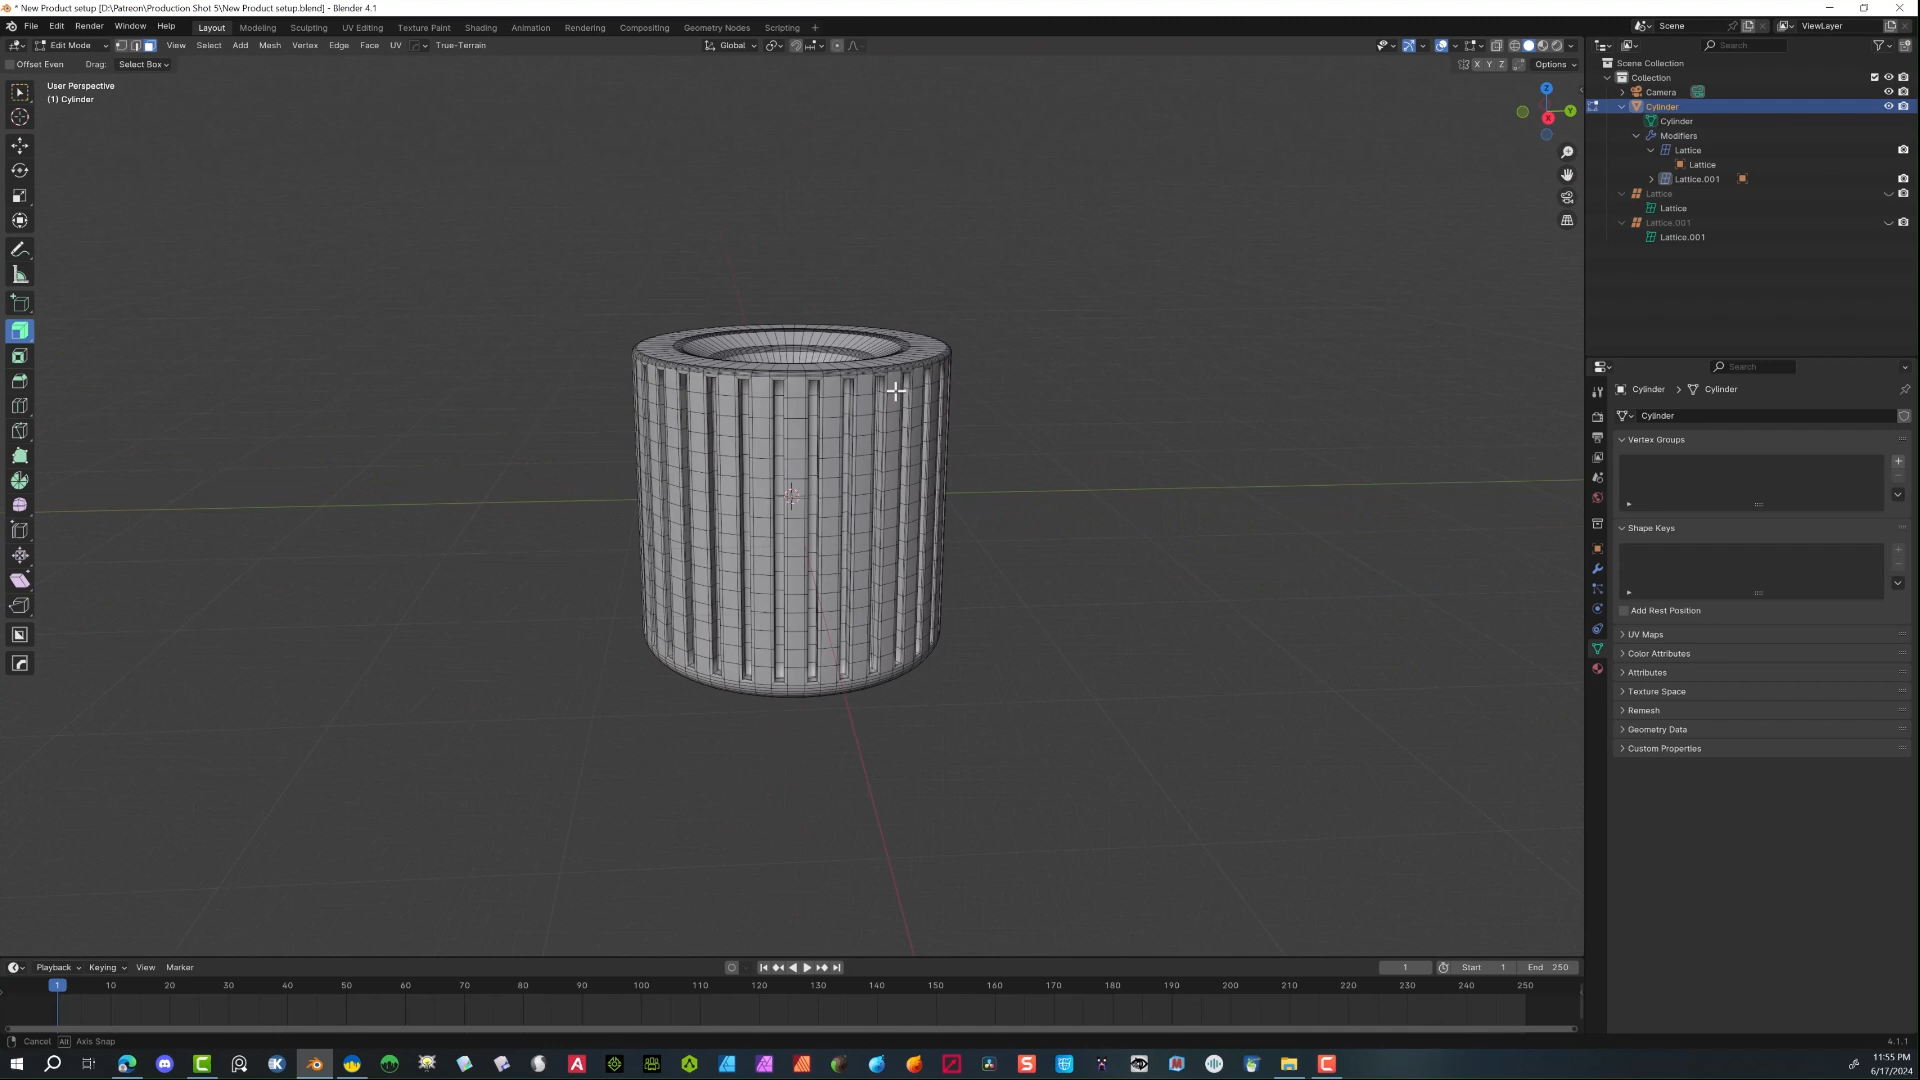 * New Product setup [D:\Patreon\Production Shot 5\New Product setup.blend] - Blender 4.1
File Edit Render Window Help Layout Modeling Sculpting UV Editing Texture Paint Shading Animation Rendering Compositing Geometry Nodes Scripting + Scene ViewLayer
Edit Mode View Select Add Mesh Vertex Edge Face UV True-Terrain Global Search
Offset Even Drag: Select Box X Y Z Options
Scene Collection
Collection
Camera
Cylinder
Cylinder
Modifiers
Lattice
Lattice
Lattice.001
Lattice
Lattice
Lattice.001
Lattice.001
User Perspective
(1) Cylinder
Z
Y
X
Search
Cylinder > Cylinder
Cylinder
Vertex Groups
Shape Keys
Add Rest Position
UV Maps
Color Attributes
Attributes
Texture Space
Remesh
Geometry Data
Custom Properties
Playback Keying View Marker 1 Start 1 End 250
1 10 20 30 40 50 60 70 80 90 100 110 120 130 140 150 160 170 180 190 200 210 220 230 240 250
Cancel Alt Axis Snap 4.1.1
11:55 PM
6/17/2024